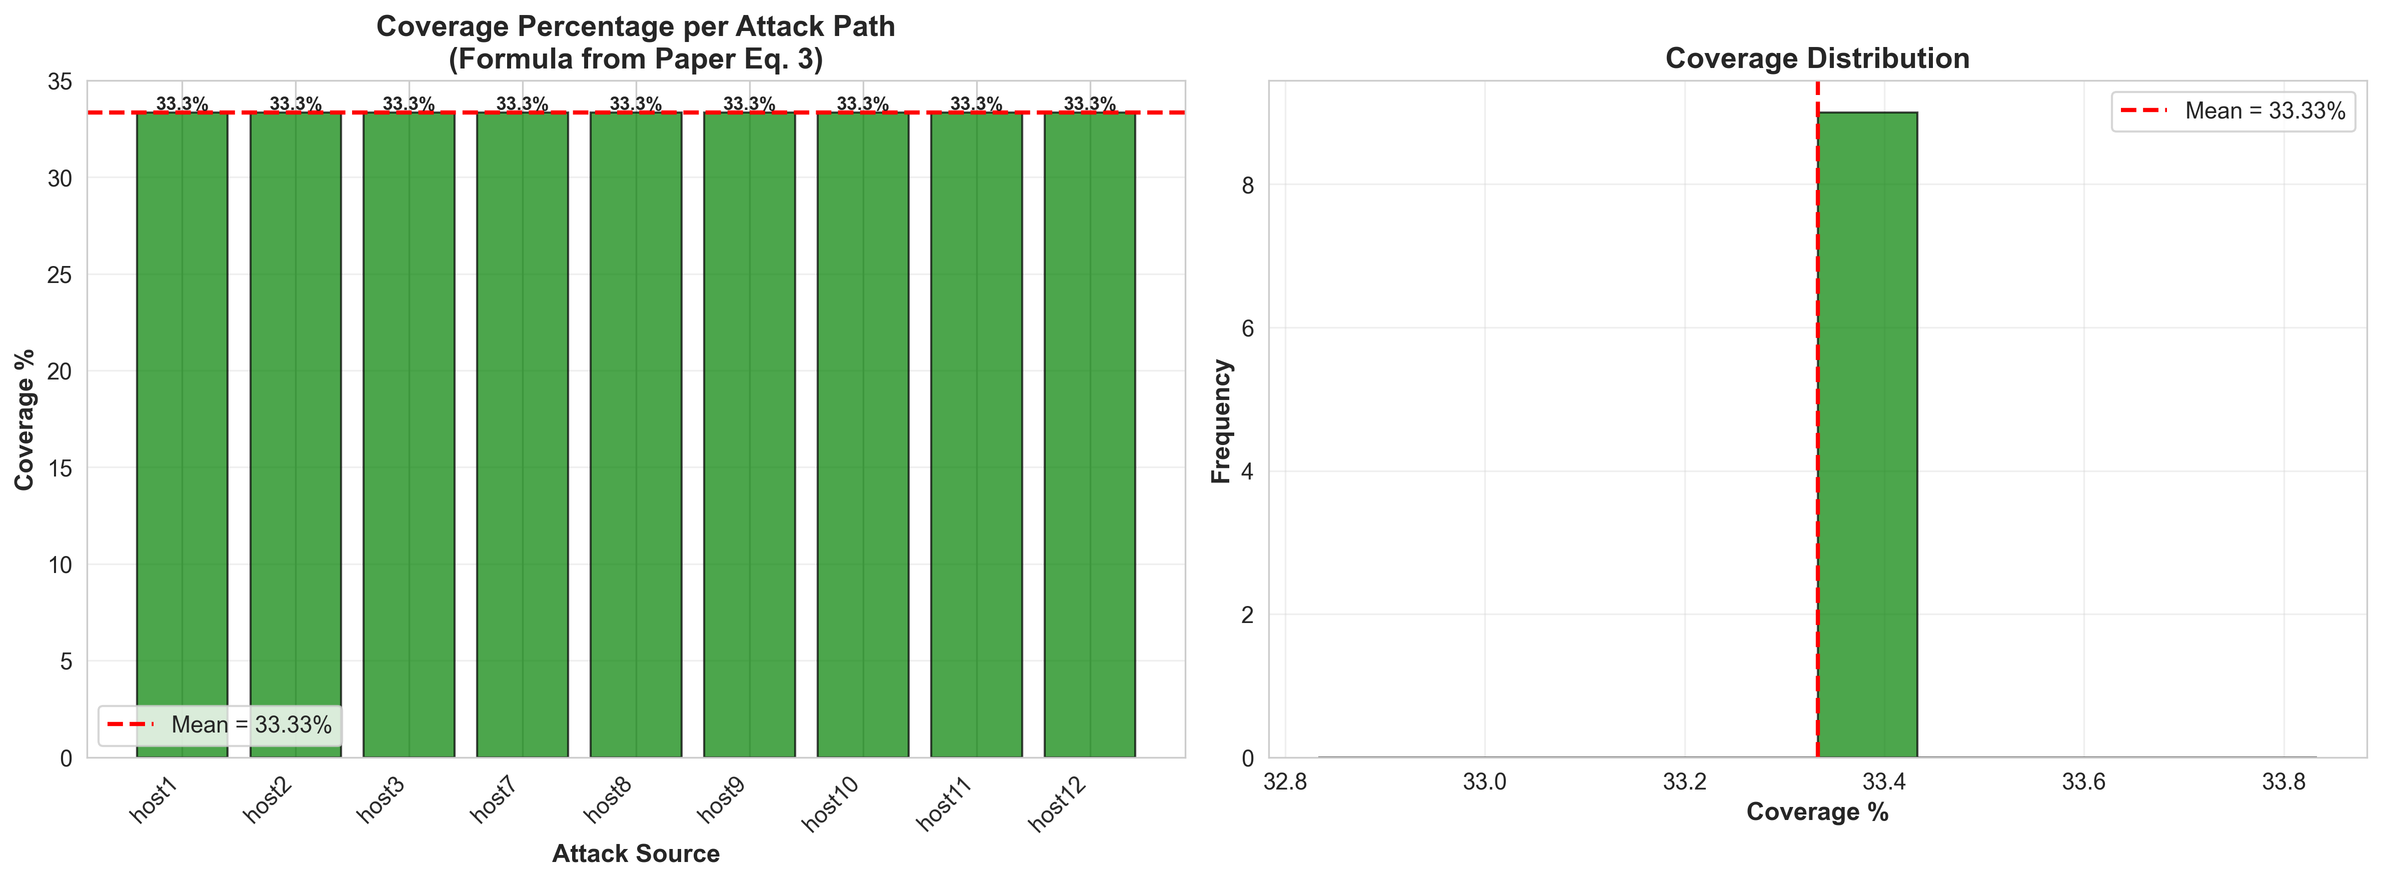 Coverage Percentage per Attack Path
(Formula from Paper Eq. 3)
35
30
25
20
15
10
5
0
Coverage %
33.3% 33.3% 33.3% 33.3% 33.3% 33.3% 33.3% 33.3% 33.3%
Mean = 33.33%
host1 host2 host3 host7 host8 host9 host10 host11 host12
Attack Source
Coverage Distribution
Mean = 33.33%
8
6
4
2
0
Frequency
32.8 33.0 33.2 33.4 33.6 33.8
Coverage %